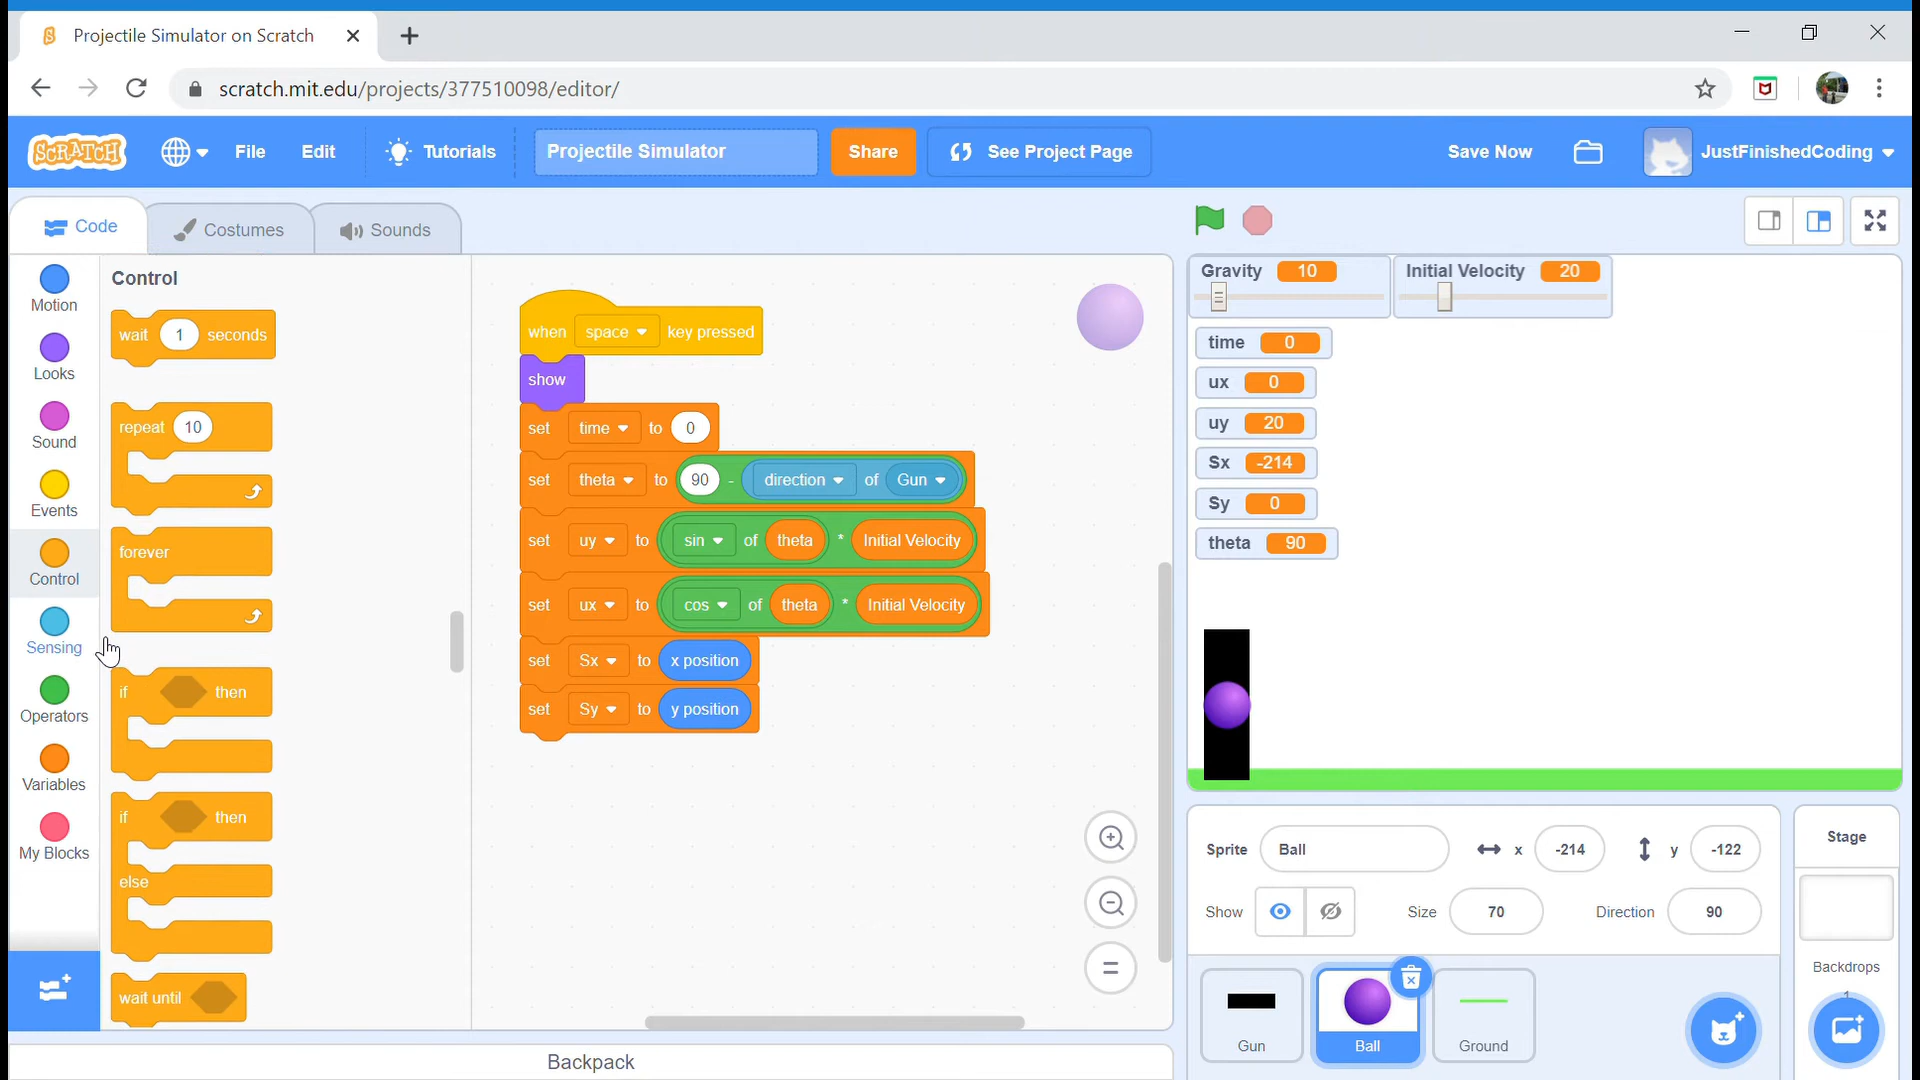 Projectile Simulator on Scratch
scratch.mit.edu/projects/377510098/editor/
SCRATCH File Edit Tutorials Projectile Simulator Share See Project Page Save Now JustFinishedCoding
Code Costumes Sounds
Motion
Looks
Sound
Events
Control
Sensing
Operators
Variables
My Blocks
Control
wait 1 seconds
repeat 10
forever
if then
if then
else
wait until
when space key pressed
show
set time to 0
set theta to 90 - direction of Gun
set uy to sin of theta * Initial Velocity
set ux to cos of theta * Initial Velocity
set Sx to x position
set Sy to y position
Backpack
Gravity 10 Initial Velocity 20
time 0
ux 0
uy 20
Sx -214
Sy 0
theta 90
Sprite Ball x -214 y -122
Show Size 70 Direction 90
Gun Ball Ground
Stage
Backdrops
1